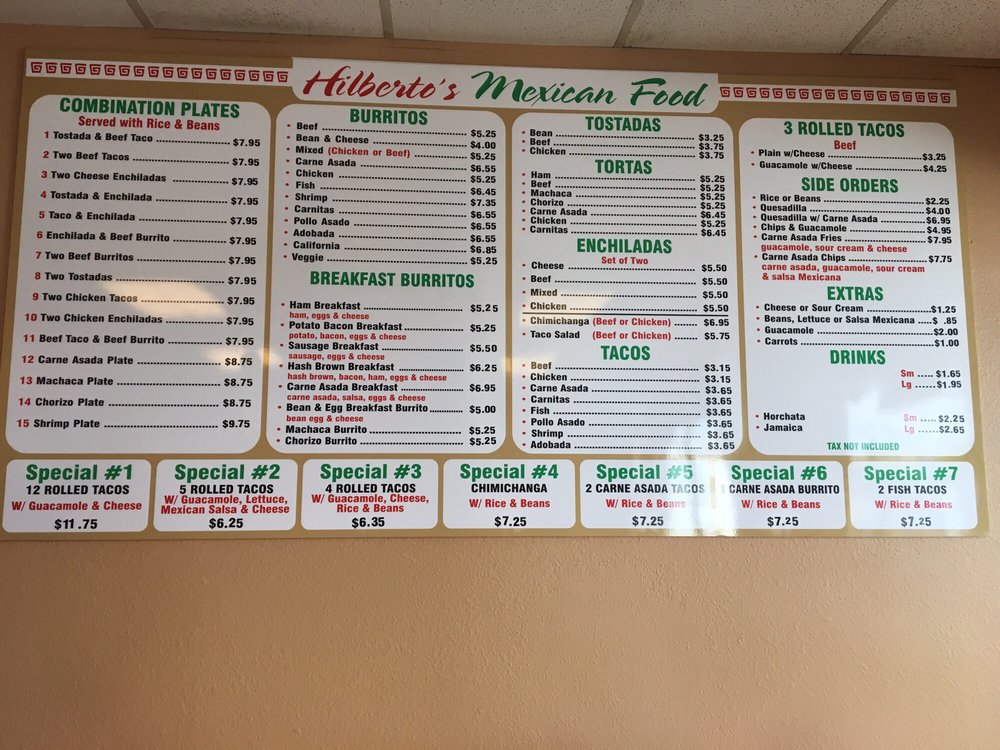 Hilberto's Mexican Food
COMBINATION PLATES
Served with Rice & Beans
1 Tostada & Beef Taco $7.95
2 Two Beef Tacos $7.95
3 Two Cheese Enchiladas $7.95
4 Tostada & Enchilada $7.95
5 Taco & Enchilada $7.95
6 Enchilada & Beef Burrito $7.95
7 Two Beef Burritos $7.95
8 Two Tostadas $7.95
9 Two Chicken Tacos $7.95
10 Two Chicken Enchiladas $7.95
11 Beef Taco & Beef Burrito $7.95
12 Carne Asada Plate $8.75
13 Machaca Plate $8.75
14 Chorizo Plate $8.75
15 Shrimp Plate $9.75
BURRITOS
• Beef $5.25
• Bean & Cheese $4.00
• Mixed (Chicken or Beef) $5.25
• Carne Asada $6.55
• Chicken $5.25
• Fish $6.45
• Shrimp $7.35
• Carnitas $6.55
• Pollo Asado $6.55
• Adobada $6.55
• California $6.85
• Veggie $5.25
BREAKFAST BURRITOS
• Ham Breakfast $5.25
ham, eggs & cheese
• Potato Bacon Breakfast $5.25
potato, bacon, eggs & cheese
• Sausage Breakfast $5.50
sausage, eggs & cheese
• Hash Brown Breakfast $6.25
hash brown, bacon, ham, eggs & cheese
• Carne Asada Breakfast $6.95
carne asada, salsa, eggs & cheese
• Bean & Egg Breakfast Burrito $5.00
bean egg & cheese
• Machaca Burrito $5.25
• Chorizo Burrito $5.25
TOSTADAS
• Bean $3.25
• Beef $3.75
• Chicken $3.75
TORTAS
• Ham $5.25
• Beef $5.25
• Machaca $5.25
• Chorizo $5.25
• Carne Asada $6.45
• Chicken $5.25
• Carnitas $6.45
ENCHILADAS
Set of Two
• Cheese $5.50
• Beef $5.50
• Mixed $5.50
• Chicken $5.50
• Chimichanga (Beef or Chicken) $6.95
• Taco Salad (Beef or Chicken) $5.75
TACOS
• Beef $3.15
• Chicken $3.15
• Carne Asada $3.65
• Carnitas $3.65
• Fish $3.65
• Pollo Asado $3.65
• Shrimp $3.65
• Adobada $3.65
3 ROLLED TACOS
Beef
• Plain w/Cheese $3.25
• Guacamole w/Cheese $4.25
SIDE ORDERS
• Rice or Beans $2.25
• Quesadilla $4.00
• Quesadilla w/ Carne Asada $6.95
• Chips & Guacamole $4.95
• Carne Asada Fries $7.95
guacamole, sour cream & cheese
• Carne Asada Chips $7.75
carne asada, guacamole, sour cream
& salsa Mexicana
EXTRAS
• Cheese or Sour Cream $1.25
• Beans, Lettuce or Salsa Mexicana $ .85
• Guacamole $2.00
• Carrots $1.00
DRINKS
Sm $1.65
Lg $1.95
• Horchata Sm $2.25
• Jamaica Lg $2.65
TAX NOT INCLUDED
Special #1
12 ROLLED TACOS
W/ Guacamole & Cheese
$11.75
Special #2
5 ROLLED TACOS
W/ Guacamole, Lettuce,
Mexican Salsa & Cheese
$6.25
Special #3
4 ROLLED TACOS
W/ Guacamole, Cheese,
Rice & Beans
$6.35
Special #4
CHIMICHANGA
W/ Rice & Beans
$7.25
Special #5
2 CARNE ASADA TACOS
W/ Rice & Beans
$7.25
Special #6
1 CARNE ASADA BURRITO
W/ Rice & Beans
$7.25
Special #7
2 FISH TACOS
W/ Rice & Beans
$7.25